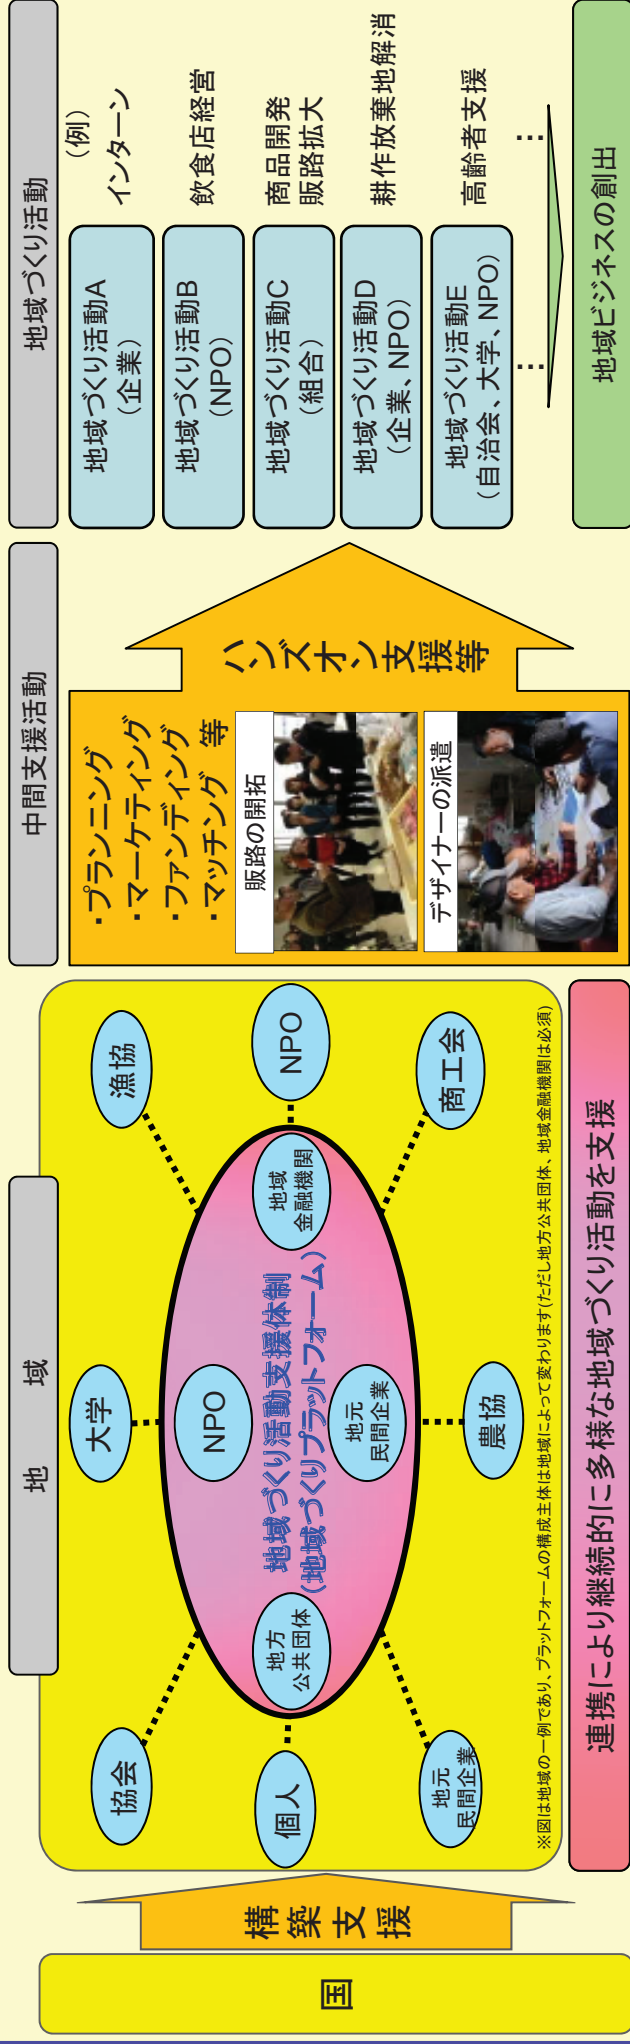 国
構築支援
地　域
協会
大学
漁協
個人
地方
公共団体
NPO
地域づくり活動支援体制
(地域づくりプラットフォーム)
地域
金融機関
NPO
地元
民間企業
地元
民間企業
農協
商工会
※図は地域の一例であり、プラットフォームの構成主体は地域によって変わります(ただし地方公共団体、地域金融機関は必須)
連携により継続的に多様な地域づくり活動を支援
中間支援活動
・プランニング
・マーケティング
・ファンディング
・マッチング 等
販路の開拓
デザイナーの派遣
ハンズオン支援等
地域づくり活動
(例)
地域づくり活動A
(企業)
インターン
地域づくり活動B
(NPO)
飲食店経営
地域づくり活動C
(組合)
商品開発
販路拡大
地域づくり活動D
(企業、NPO)
耕作放棄地解消
地域づくり活動E
(自治会、大学、NPO)
高齢者支援
… …
地域ビジネスの創出